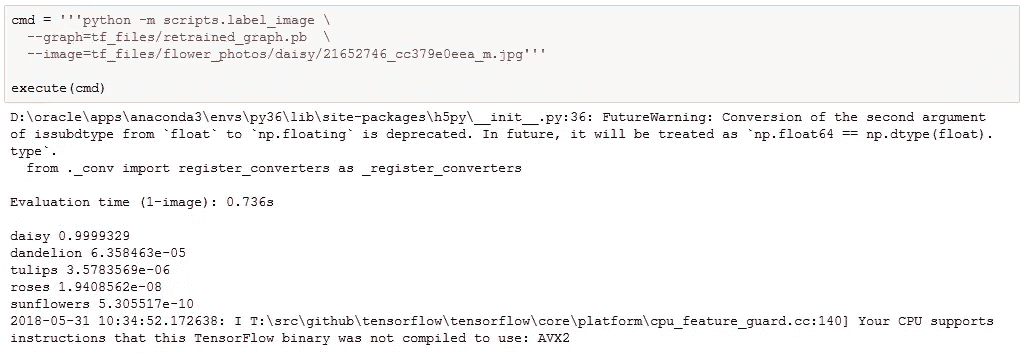 cmd = '''python -m scripts.label_image \
  --graph=tf_files/retrained_graph.pb  \
  --image=tf_files/flower_photos/daisy/21652746_cc379e0eea_m.jpg'''

execute(cmd)
D:\oracle\apps\anaconda3\envs\py36\lib\site-packages\h5py\__init__.py:36: FutureWarning: Conversion of the second argument
of issubdtype from `float` to `np.floating` is deprecated. In future, it will be treated as `np.float64 == np.dtype(float).
type`.
  from ._conv import register_converters as _register_converters

Evaluation time (1-image): 0.736s

daisy 0.9999329
dandelion 6.358463e-05
tulips 3.5783569e-06
roses 1.9408562e-08
sunflowers 5.305517e-10
2018-05-31 10:34:52.172638: I T:\src\github\tensorflow\tensorflow\core\platform\cpu_feature_guard.cc:140] Your CPU supports
instructions that this TensorFlow binary was not compiled to use: AVX2